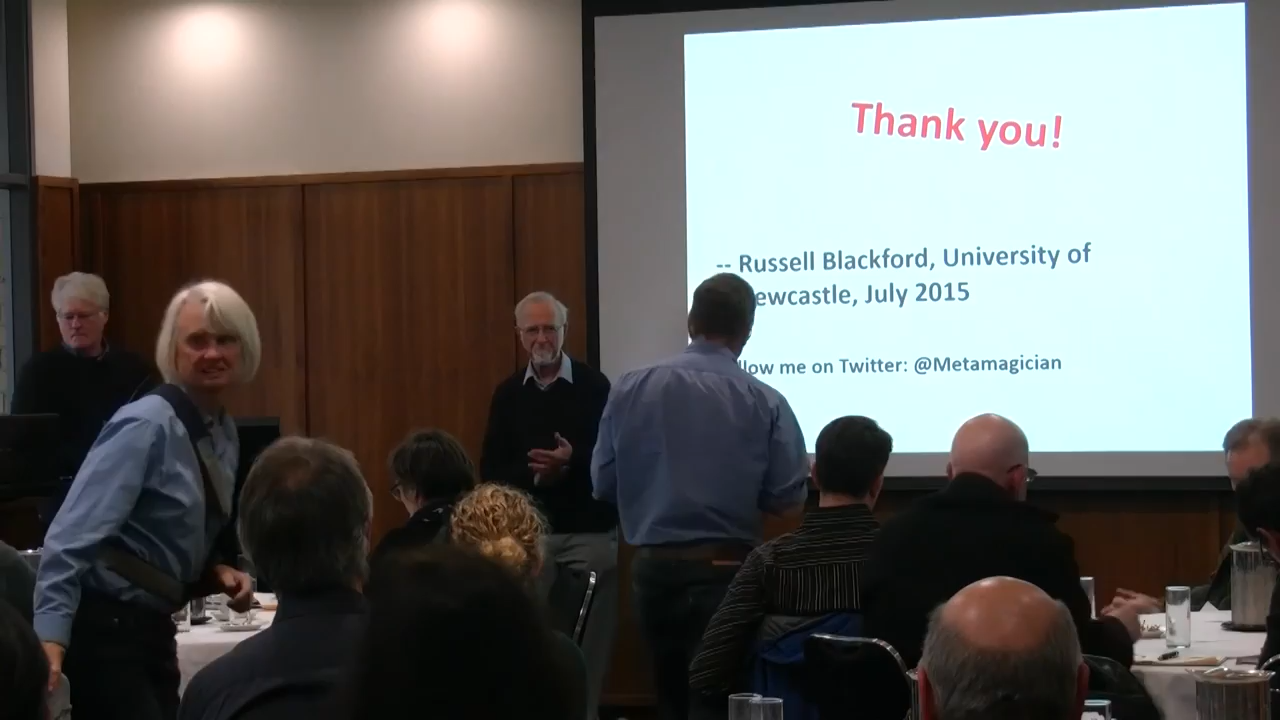 Thank you!
-- Russell Blackford, University of
ewcastle, July 2015
llow me on Twitter: @Metamagician